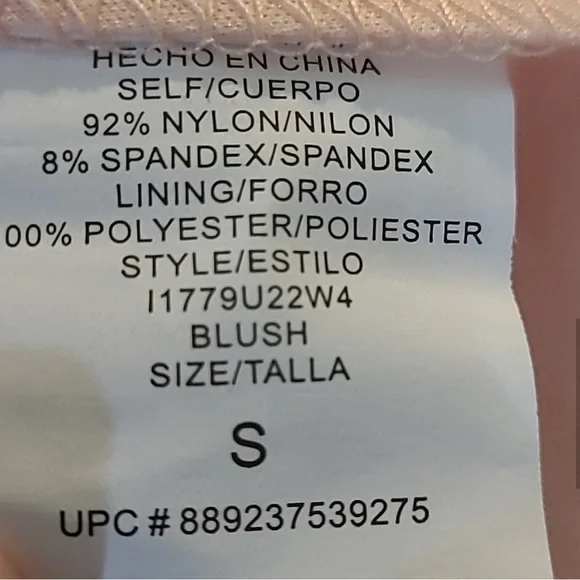 HECHO EN CHINA
SELF/CUERPO
92% NYLON/NILON
8% SPANDEX/SPANDEX
LINING/FORRO
00% POLYESTER/POLIESTER
STYLE/ESTILO
I1779U22W4
BLUSH
SIZE/TALLA
S
UPC # 889237539275